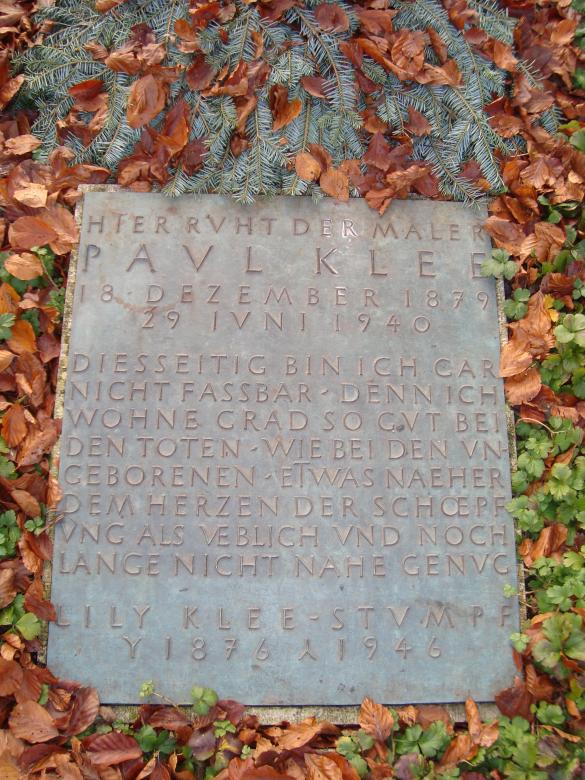 HIER RVHT DER MALER
PAVL KLEE
18·DEZEMBER 1879
29 IVNI 1940
DIESSEITIG BIN ICH GAR
NICHT FASSBAR·DENN ICH
WOHNE GRAD SO GVT BEI
DEN TOTEN·WIE BEI DEN VN-
GEBORENEN·ETWAS NAEHER
DEM HERZEN DER SCHŒPF
VNG ALS VEBLICH VND NOCH
LANGE NICHT NAHE GENVG
LILY KLEE-STVMPF
Y 1876 ⅄ 1946